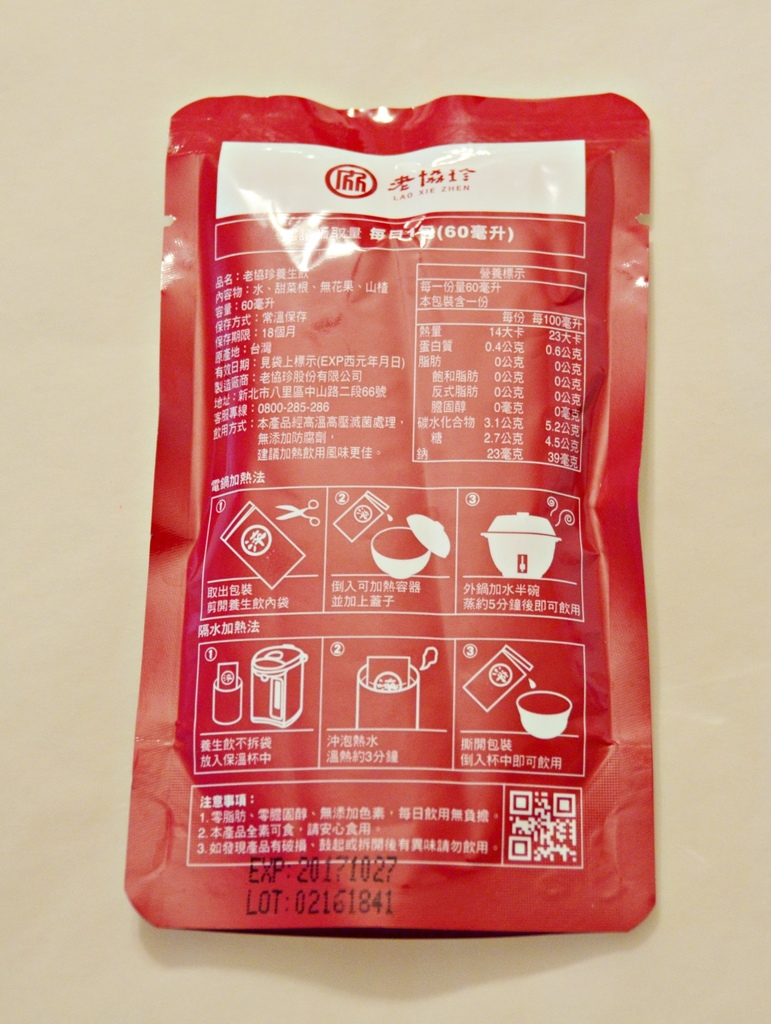 老協珍
LAO XIE ZHEN
取量 每日1包(60毫升)
品名：老協珍養生飲
內容物：水、甜菜根、無花果、山楂
容量：60毫升
保存方式：常溫保存
保存期限：18個月
原產地：台灣
有效日期：見袋上標示(EXP西元年月日)
製造廠商：老協珍股份有限公司
地址：新北市八里區中山路二段66號
客服專線：0800-285-286
飲用方式：本產品經高溫高壓滅菌處理，
無添加防腐劑，
建議加熱飲用風味更佳。
營養標示
每一份量60毫升
本包裝含一份
每份 每100毫升
熱量 14大卡 23大卡
蛋白質 0.4公克 0.6公克
脂肪 0公克 0公克
飽和脂肪 0公克 0公克
反式脂肪 0公克 0公克
膽固醇 0毫克 0毫克
碳水化合物 3.1公克 5.2公克
糖 2.7公克 4.5公克
鈉 23毫克 39毫克
電鍋加熱法
① ② ③
取出包裝
剪開養生飲內袋
倒入可加熱容器
並加上蓋子
外鍋加水半碗
蒸約5分鐘後即可飲用
隔水加熱法
① ② ③
養生飲不拆袋
放入保溫杯中
沖泡熱水
溫熱約3分鐘
撕開包裝
倒入杯中即可飲用
注意事項：
1.零脂肪、零膽固醇、無添加色素，每日飲用無負擔。
2.本產品全素可食，請安心食用。
3.如發現產品有破損、鼓起或拆開後有異味請勿飲用。
EXP:20171027
LOT:02161841